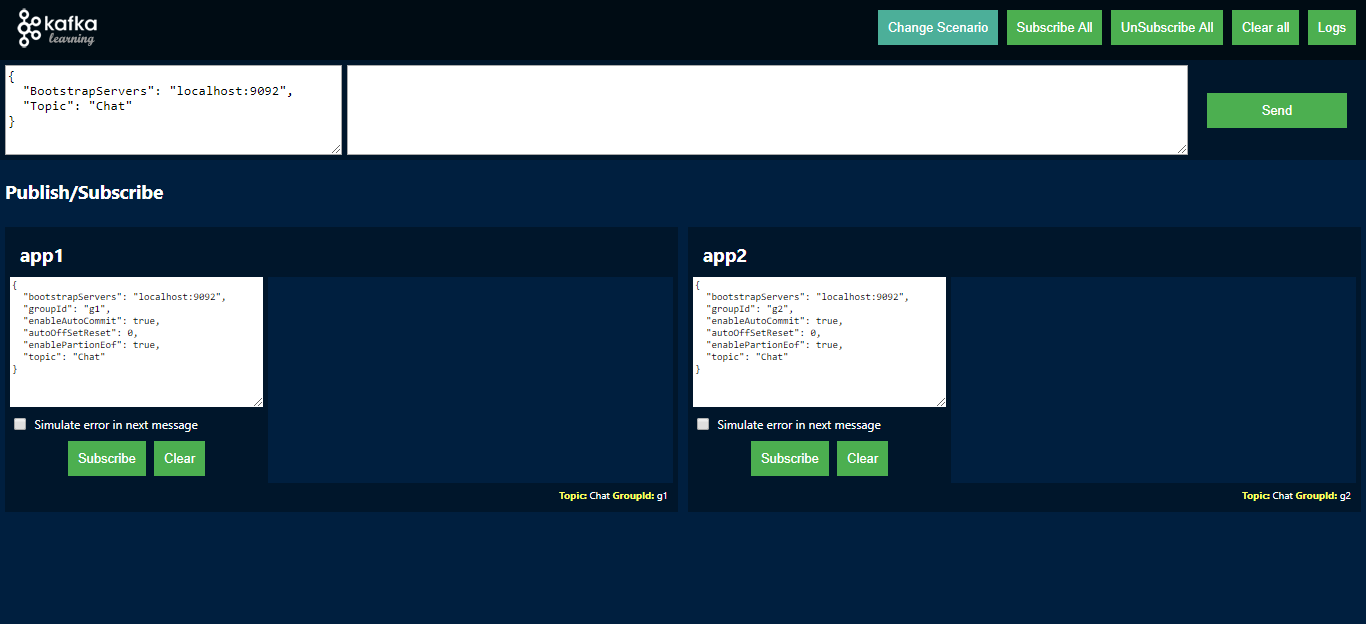 kafka
learning
Change Scenario
Subscribe All
UnSubscribe All
Clear all
Logs
{
"BootstrapServers": "localhost:9092",
"Topic": "Chat"
}
Send
Publish/Subscribe
app1
{
"bootstrapServers": "localhost:9092",
"groupId": "g1",
"enableAutoCommit": true,
"autoOffSetReset": 0,
"enablePartionEof": true,
"topic": "Chat"
}
Simulate error in next message
Subscribe
Clear
Topic: Chat GroupId: g1
app2
{
"bootstrapServers": "localhost:9092",
"groupId": "g2",
"enableAutoCommit": true,
"autoOffSetReset": 0,
"enablePartionEof": true,
"topic": "Chat"
}
Simulate error in next message
Subscribe
Clear
Topic: Chat GroupId: g2